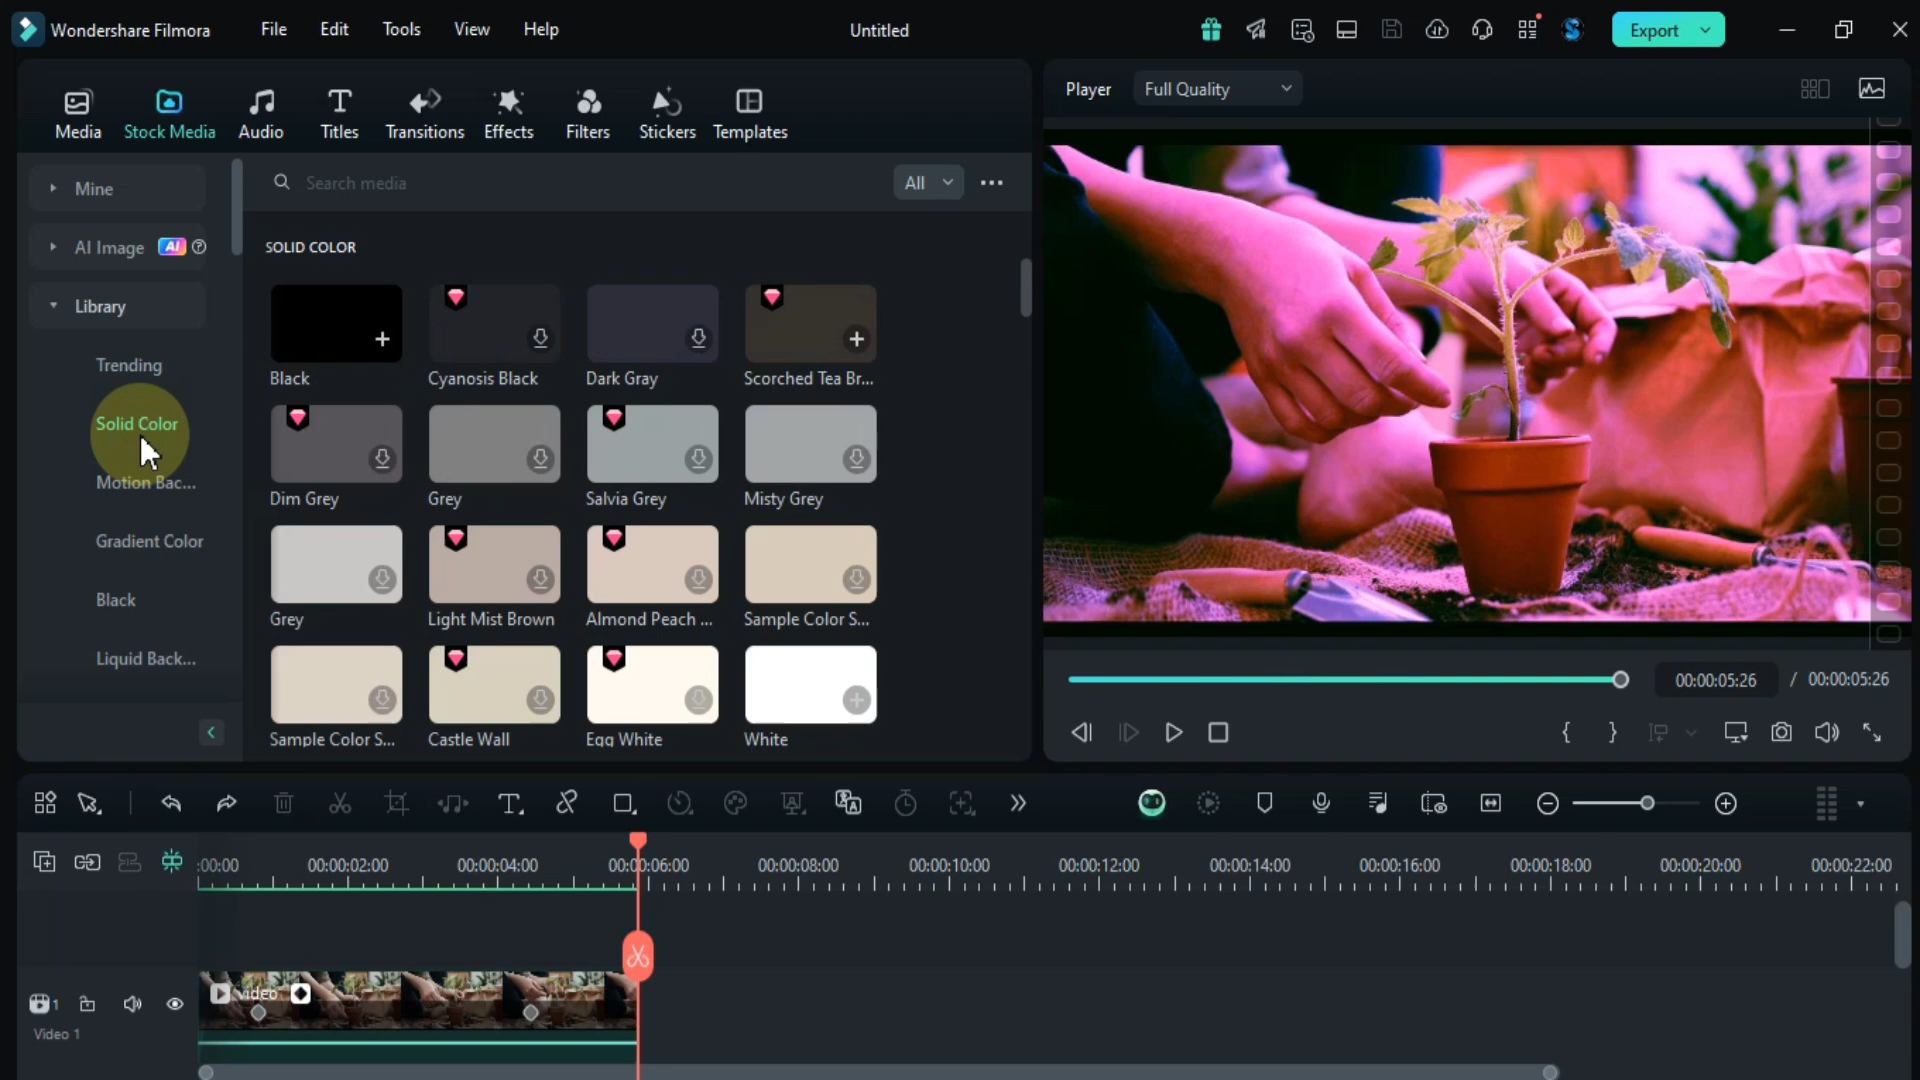 Wondershare Filmora
File
Edit
Tools
View
Help
Untitled
Export
Media
Stock Media
Audio
Titles
Transitions
Effects
Filters
Stickers
Templates
Player
Full Quality
Mine
AI Image AI
Library
Trending
Solid Color
Motion Bac...
Gradient Color
Black
Liquid Back...
Search media
All
SOLID COLOR
Black
Cyanosis Black
Dark Gray
Scorched Tea Br...
Dim Grey
Grey
Salvia Grey
Misty Grey
Grey
Light Mist Brown
Almond Peach ...
Sample Color S...
Sample Color S...
Castle Wall
Egg White
White
00:00:05:26 / 00:00:05:26
:00:00
00:00:02:00
00:00:04:00
00:00:06:00
00:00:08:00
00:00:10:00
00:00:12:00
00:00:14:00
00:00:16:00
00:00:18:00
00:00:20:00
00:00:22:00
video
1
Video 1